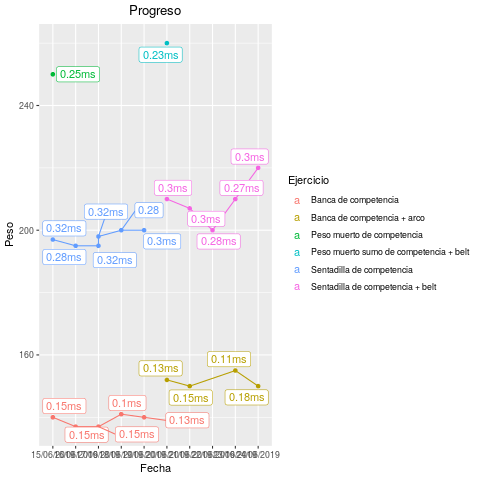 Progreso
0.23ms
0.25ms
240
0.3ms
0.3ms
0.27ms
0.32ms
0.28
0.32ms
0.3ms
200
0.3ms
0.28ms
0.28ms
0.32ms
160
0.11ms
0.13ms
0.15ms
0.18ms
0.15ms
0.1ms
0.13ms
0.15ms
0.15ms
Peso
Fecha
Ejercicio
a Banca de competencia
a Banca de competencia + arco
a Peso muerto de competencia
a Peso muerto sumo de competencia + belt
a Sentadilla de competencia
a Sentadilla de competencia + belt